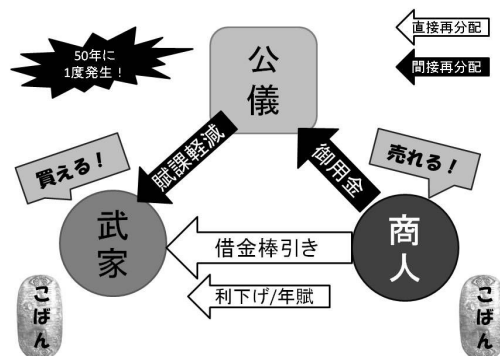 50年に
1度発生！
公儀
直接再分配
間接再分配
賦課軽減
御用金
買える！
売れる！
武家
借金棒引き
商人
利下げ/年賦
こばん
こばん